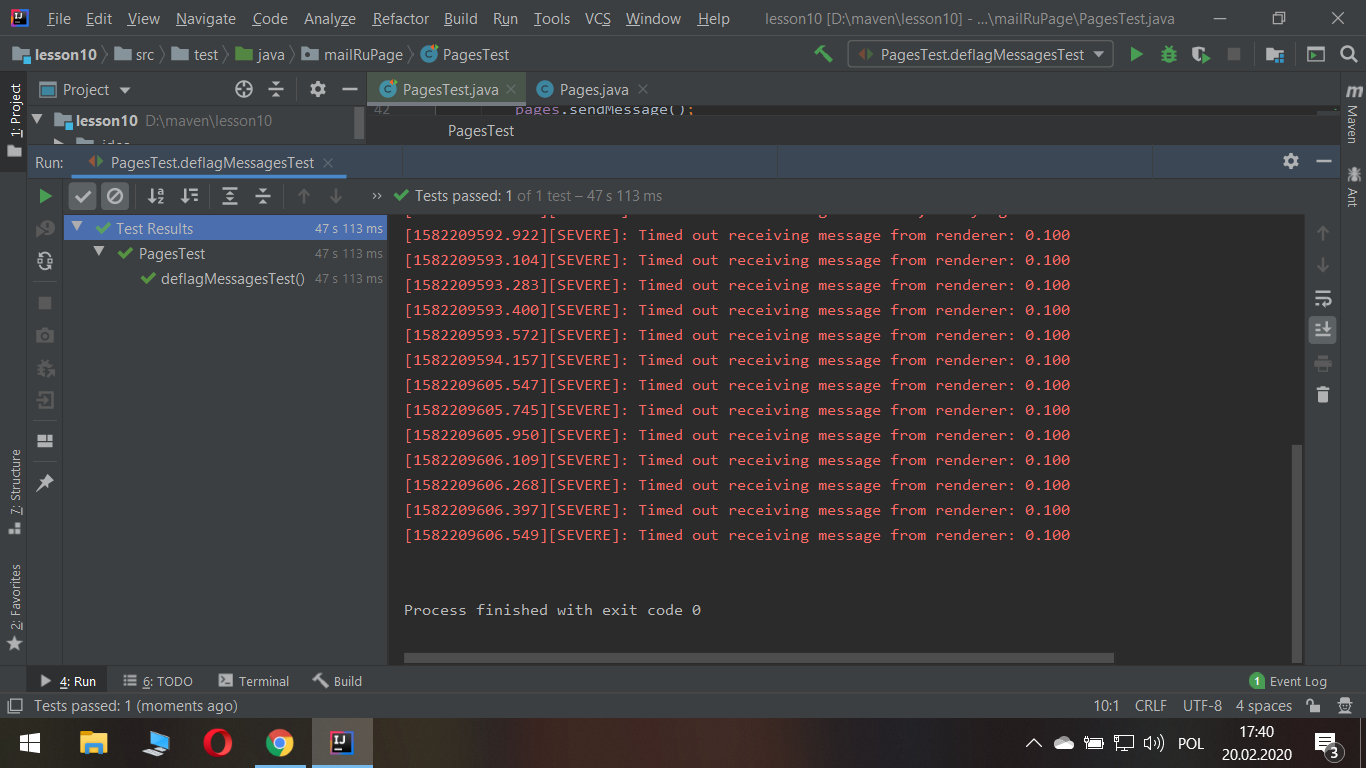 File Edit View Navigate Code Analyze Refactor Build Run Tools VCS Window Help lesson10 [D:\maven\lesson10] - ...\mailRuPage\PagesTest.java
lesson10 src test java mailRuPage PagesTest PagesTest.deflagMessagesTest
1: Project
Project
PagesTest.java Pages.java
Maven
Ant
42 pages.sendMessage();
lesson10 D:\maven\lesson10
PagesTest
Run: PagesTest.deflagMessagesTest
Tests passed: 1 of 1 test – 47 s 113 ms
Test Results 47 s 113 ms
PagesTest 47 s 113 ms
deflagMessagesTest() 47 s 113 ms
[1582209592.922][SEVERE]: Timed out receiving message from renderer: 0.100
[1582209593.104][SEVERE]: Timed out receiving message from renderer: 0.100
[1582209593.283][SEVERE]: Timed out receiving message from renderer: 0.100
[1582209593.400][SEVERE]: Timed out receiving message from renderer: 0.100
[1582209593.572][SEVERE]: Timed out receiving message from renderer: 0.100
[1582209594.157][SEVERE]: Timed out receiving message from renderer: 0.100
[1582209605.547][SEVERE]: Timed out receiving message from renderer: 0.100
[1582209605.745][SEVERE]: Timed out receiving message from renderer: 0.100
[1582209605.950][SEVERE]: Timed out receiving message from renderer: 0.100
[1582209606.109][SEVERE]: Timed out receiving message from renderer: 0.100
[1582209606.268][SEVERE]: Timed out receiving message from renderer: 0.100
[1582209606.397][SEVERE]: Timed out receiving message from renderer: 0.100
[1582209606.549][SEVERE]: Timed out receiving message from renderer: 0.100
Process finished with exit code 0
7: Structure
2: Favorites
4: Run 6: TODO Terminal Build 1 Event Log
Tests passed: 1 (moments ago) 10:1 CRLF UTF-8 4 spaces
POL
17:40
20.02.2020
3